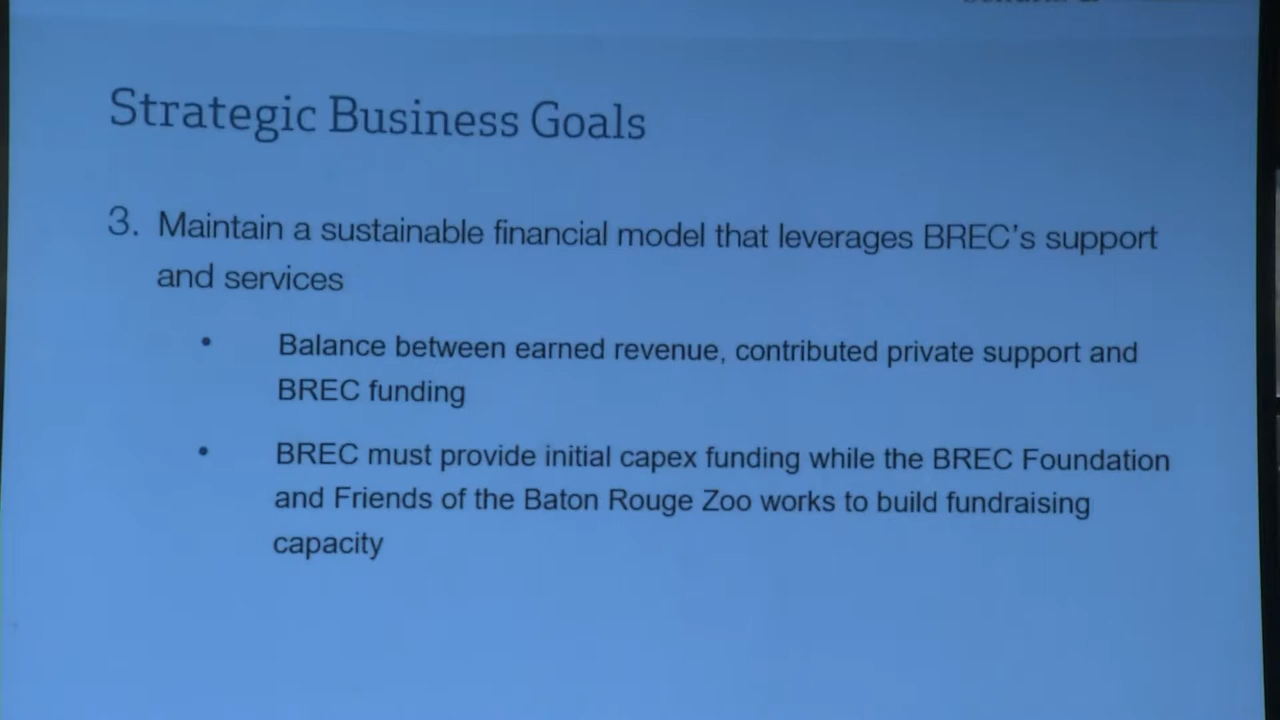 Strategic Business Goals
3. Maintain a sustainable financial model that leverages BREC's support
and services
• Balance between earned revenue, contributed private support and
BREC funding
• BREC must provide initial capex funding while the BREC Foundation
and Friends of the Baton Rouge Zoo works to build fundraising
capacity